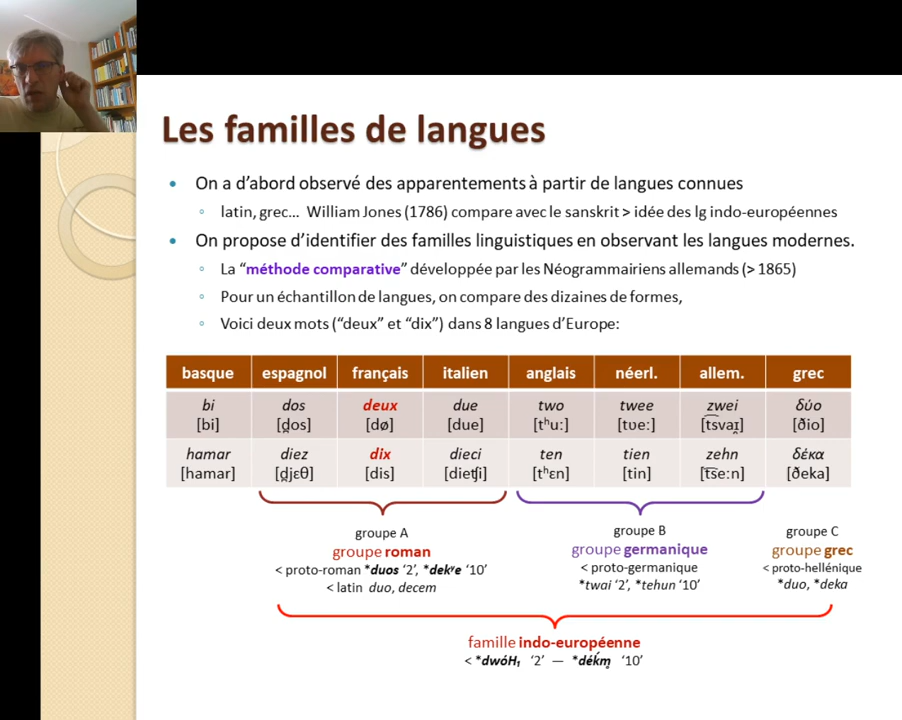 Les familles de langues
• On a d’abord observé des apparentements à partir de langues connues
◦ latin, grec… William Jones (1786) compare avec le sanskrit > idée des lg indo-européennes
• On propose d’identifier des familles linguistiques en observant les langues modernes.
◦ La “méthode comparative” développée par les Néogrammairiens allemands (> 1865)
◦ Pour un échantillon de langues, on compare des dizaines de formes,
◦ Voici deux mots (“deux” et “dix”) dans 8 langues d’Europe:
basque espagnol français italien anglais néerl. allem. grec
bi dos deux due two twee zwei δύο
[bi] [d̪os] [dø] [due] [tʰuː] [tʋeː] [t͡svaɪ̯] [ðio]
hamar diez dix dieci ten tien zehn δέκα
[hamar] [d̪jɛθ] [dis] [dietʃi] [tʰɛn] [tin] [t͡seːn] [ðeka]
groupe A groupe B groupe C
groupe roman groupe germanique groupe grec
< proto-roman *duos ‘2’, *dekʸe ‘10’ < proto-germanique < proto-hellénique
< latin duo, decem *twai ‘2’, *tehun ‘10’ *duo, *deka
famille indo-européenne
< *dwóH₁ ‘2’ — *déḱm̥ ‘10’